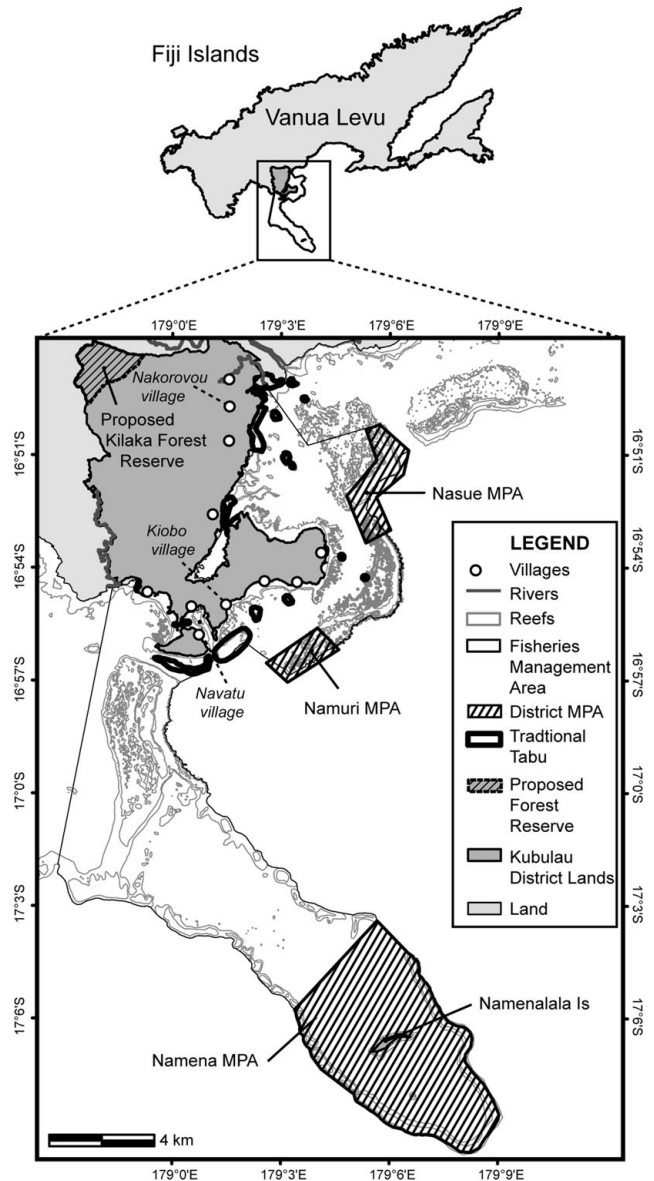 Fiji Islands
Vanua Levu
179°0'E
179°3'E
179°6'E
179°9'E
Nakorovou
village
Proposed
Kilaka Forest
Reserve
16°51'S
16°51'S
Nasue MPA
Kiobo
village
16°54'S
16°54'S
LEGEND
Villages
Rivers
Reefs
Fisheries
Management
Area
District MPA
Tradtional
Tabu
Proposed
Forest
Reserve
Kubulau
District Lands
Land
16°57'S
16°57'S
Navatu
village
Namuri MPA
17°0'S
17°0'S
17°3'S
17°3'S
17°6'S
17°6'S
Namenalala Is
Namena MPA
4 km
179°0'E
179°3'E
179°6'E
179°9'E